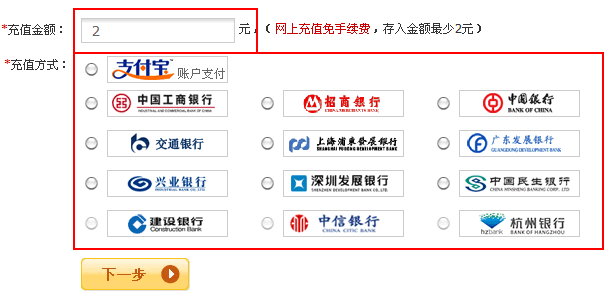 *充值金额： 2 元，（ 网上充值免手续费，存入金额最少2元）
*充值方式： 支付宝 账户支付
中国工商银行 招商银行 中国银行
INDUSTRIAL AND COMMERCIAL BANK OF CHINA CHINA MERCHANTS BANK BANK OF CHINA
交通银行 上海浦东发展银行 广东发展银行
SHANGHAI PUDONG DEVELOPMENT BANK GUANGDONG DEVELOPMENT BANK
兴业银行 深圳发展银行 中国民生银行
INDUSTRIAL BANK CO.,LTD. SHENZHEN DEVELOPMENT BANK CHINA MINSHENG BANKING CORP., LTD
建设银行 中信银行 杭州银行
Construction Bank CHINA CITIC BANK hzbank BANK OF HANGZHOU
下一步